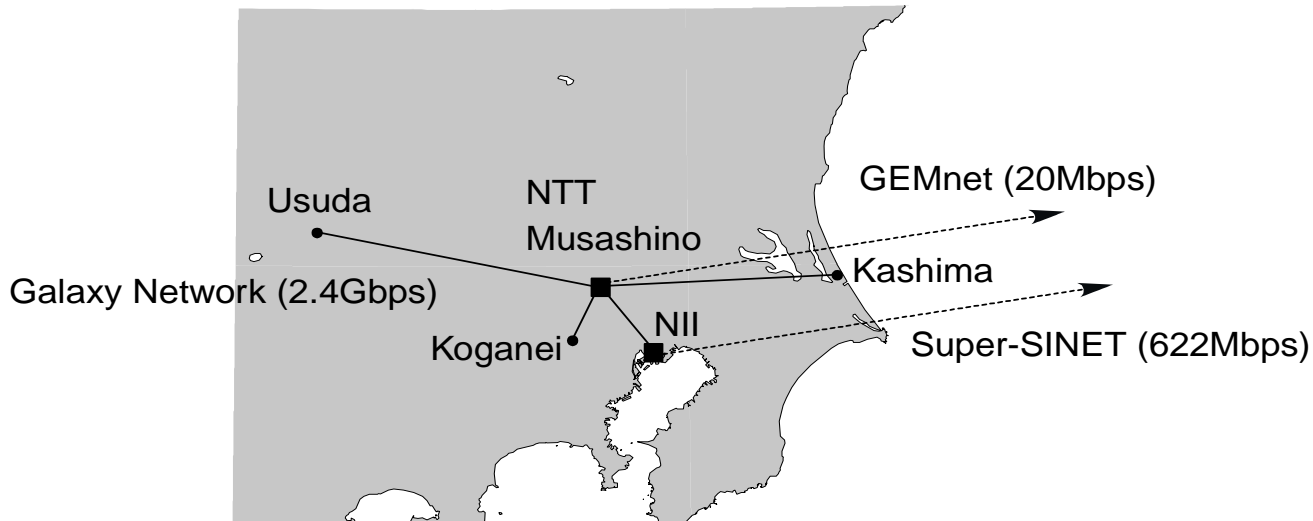 GEMnet (20Mbps)
NTT
Usuda
Musashino
Kashima
Galaxy Network (2.4Gbps)
NII
Koganei
Super-SINET (622Mbps)